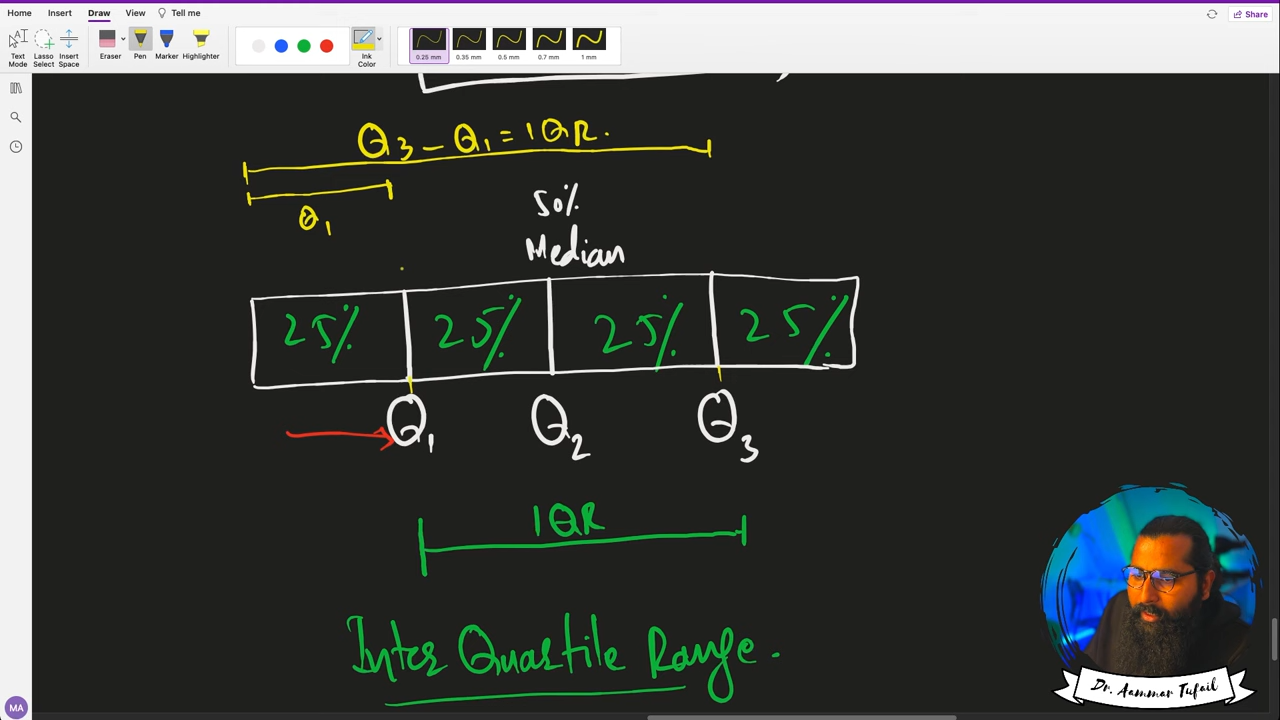 Home Insert Draw View Tell me
Share
Text Mode
Lasso Select
Insert Space
Eraser
Pen
Marker
Highlighter
Ink Color
0.25 mm
0.35 mm
0.5 mm
0.7 mm
1 mm
Q3 - Q1 = IQR.
Q1
50%
Median
25% 25% 25% 25%
Q1 Q2 Q3
IQR
Inter Quartile Range.
Dr. Aammar Tufail
MA